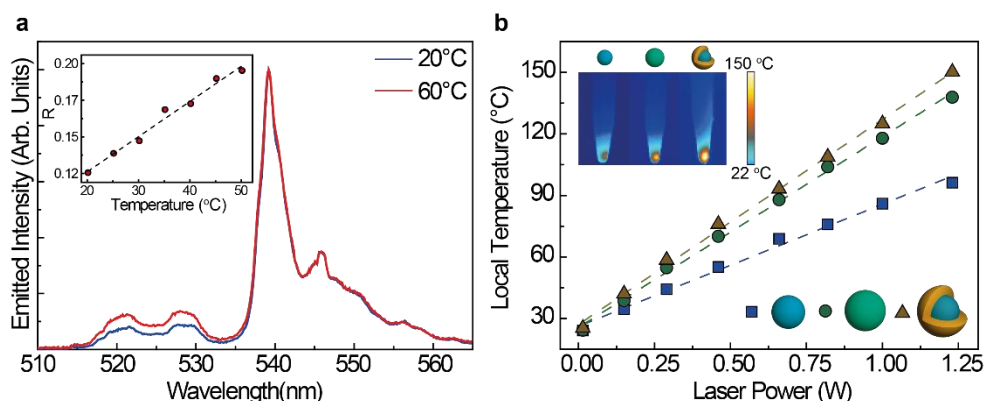 a
Emitted Intensity (Arb. Units)
20°C
60°C
R
0.20
0.17
0.15
0.12
20
30
40
50
Temperature (°C)
510
520
530
540
550
560
Wavelength(nm)
b
Local Temperature (°C)
150
120
90
60
30
150 °C
22 °C
0.00
0.25
0.50
0.75
1.00
1.25
Laser Power (W)